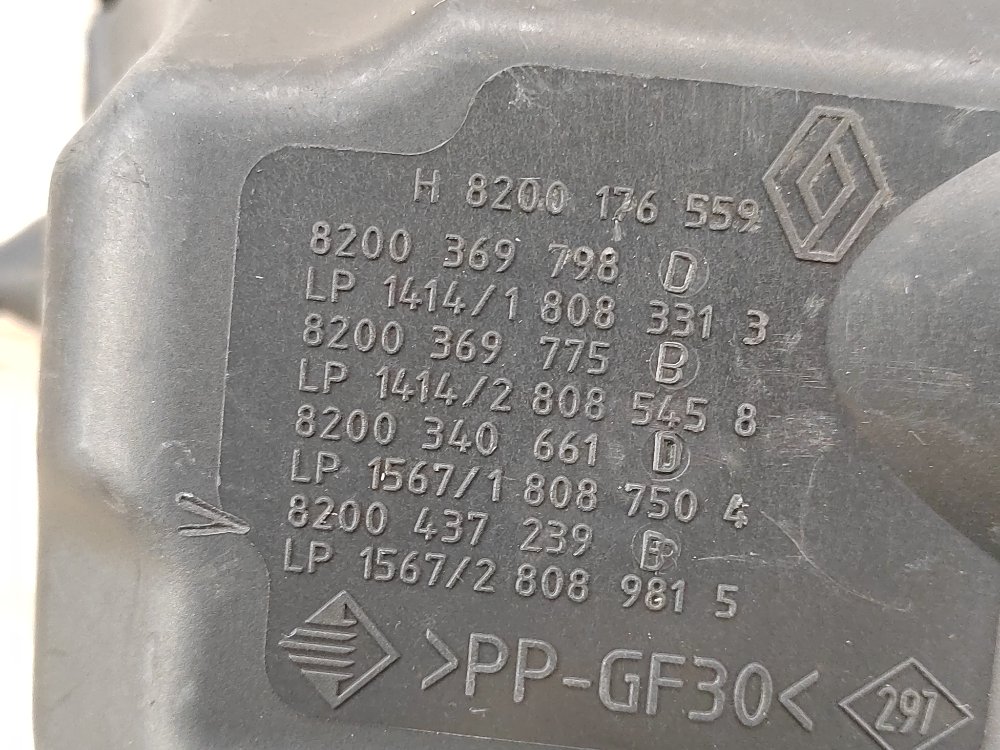 H 8200 176 559
8200 369 798 D
LP 1414/1 808 331 3
8200 369 775 B
LP 1414/2 808 545 8
8200 340 661 D
LP 1567/1 808 750 4
8200 437 239
LP 1567/2 808 981 5
>PP-GF30<
297